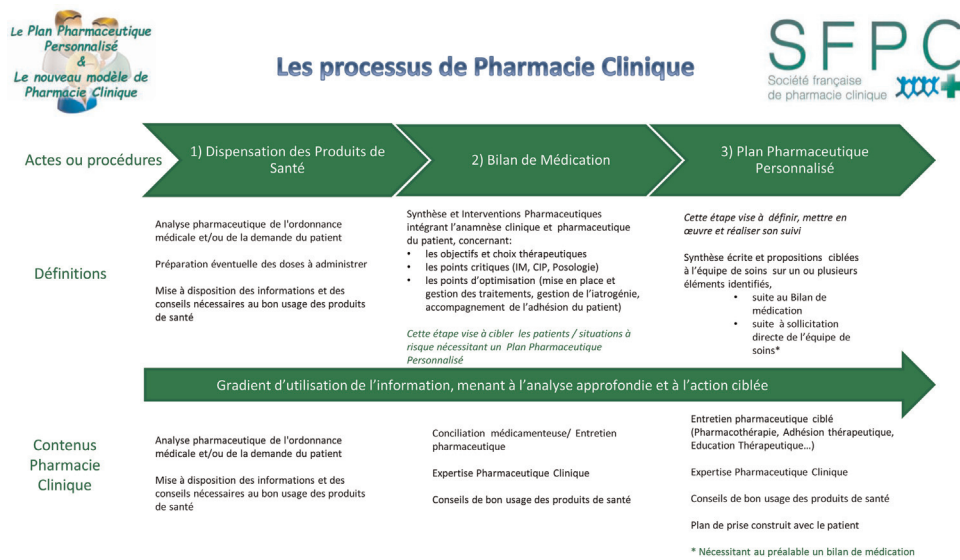 Le Plan Pharmaceutique
Personnalisé
&
Le nouveau modèle de
Pharmacie Clinique
Les processus de Pharmacie Clinique
SFPC
Société française
de pharmacie clinique
Actes ou procédures
1) Dispensation des Produits de
Santé
2) Bilan de Médication
3) Plan Pharmaceutique
Personnalisé
Définitions
Analyse pharmaceutique de l'ordonnance
médicale et/ou de la demande du patient
Préparation éventuelle des doses à administrer
Mise à disposition des informations et des
conseils nécessaires au bon usage des produits
de santé
Synthèse et Interventions Pharmaceutiques
intégrant l'anamnèse clinique et pharmaceutique
du patient, concernant:
• les objectifs et choix thérapeutiques
• les points critiques (IM, CIP, Posologie)
• les points d'optimisation (mise en place et
gestion des traitements, gestion de l'iatrogénie,
accompagnement de l'adhésion du patient)
Cette étape vise à cibler les patients / situations à
risque nécessitant un Plan Pharmaceutique
Personnalisé
Cette étape vise à définir, mettre en
œuvre et réaliser son suivi
Synthèse écrite et propositions ciblées
à l'équipe de soins sur un ou plusieurs
éléments identifiés,
• suite au Bilan de
médication
• suite à sollicitation
directe de l'équipe de
soins*
Gradient d'utilisation de l'information, menant à l'analyse approfondie et à l'action ciblée
Contenus
Pharmacie
Clinique
Analyse pharmaceutique de l'ordonnance
médicale et/ou de la demande du patient
Mise à disposition des informations et des
conseils nécessaires au bon usage des produits
de santé
Conciliation médicamenteuse/ Entretien
pharmaceutique
Expertise Pharmaceutique Clinique
Conseils de bon usage des produits de santé
Entretien pharmaceutique ciblé
(Pharmacothérapie, Adhésion thérapeutique,
Education Thérapeutique...)
Expertise Pharmaceutique Clinique
Conseils de bon usage des produits de santé
Plan de prise construit avec le patient
* Nécessitant au préalable un bilan de médication